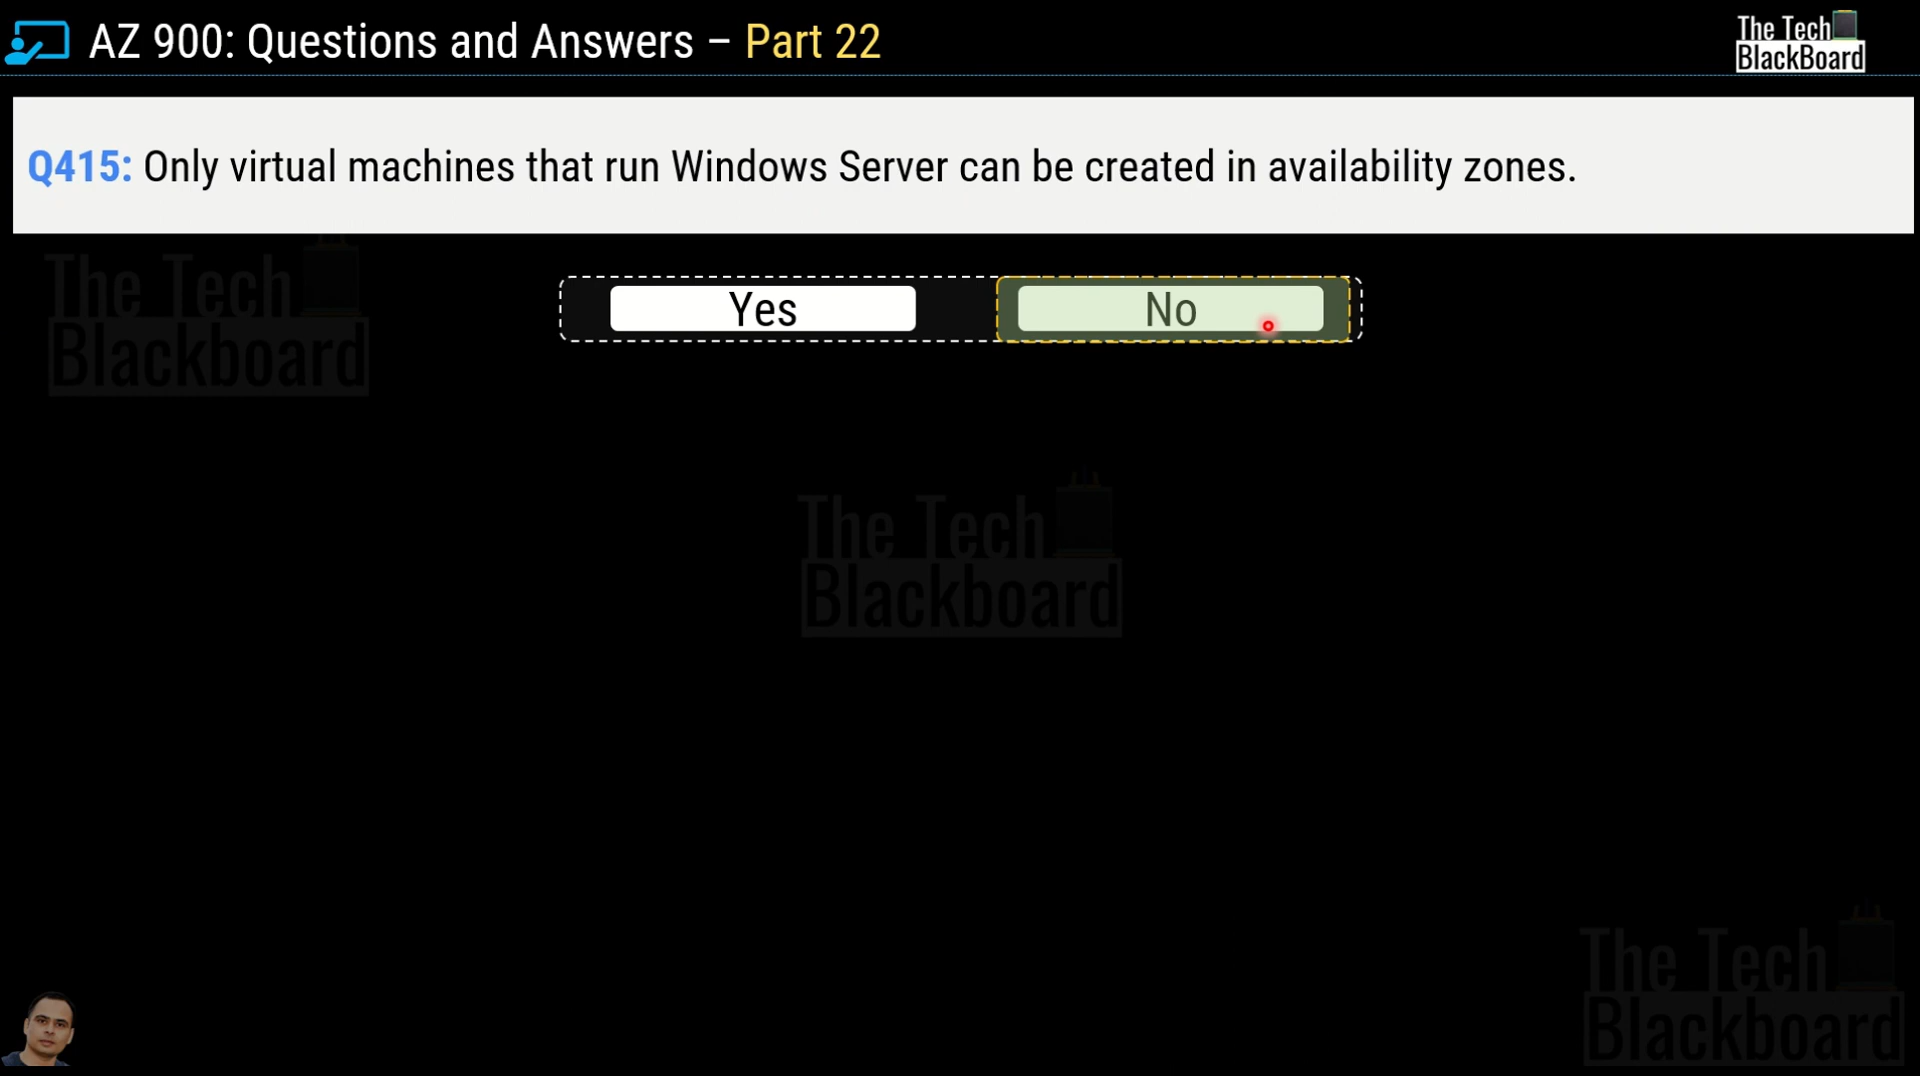 AZ 900: Questions and Answers – Part 22
The Tech
BlackBoard
Q415: Only virtual machines that run Windows Server can be created in availability zones.
The Tech
Blackboard
Yes
No
The Tech
Blackboard
The Tech
Blackboard